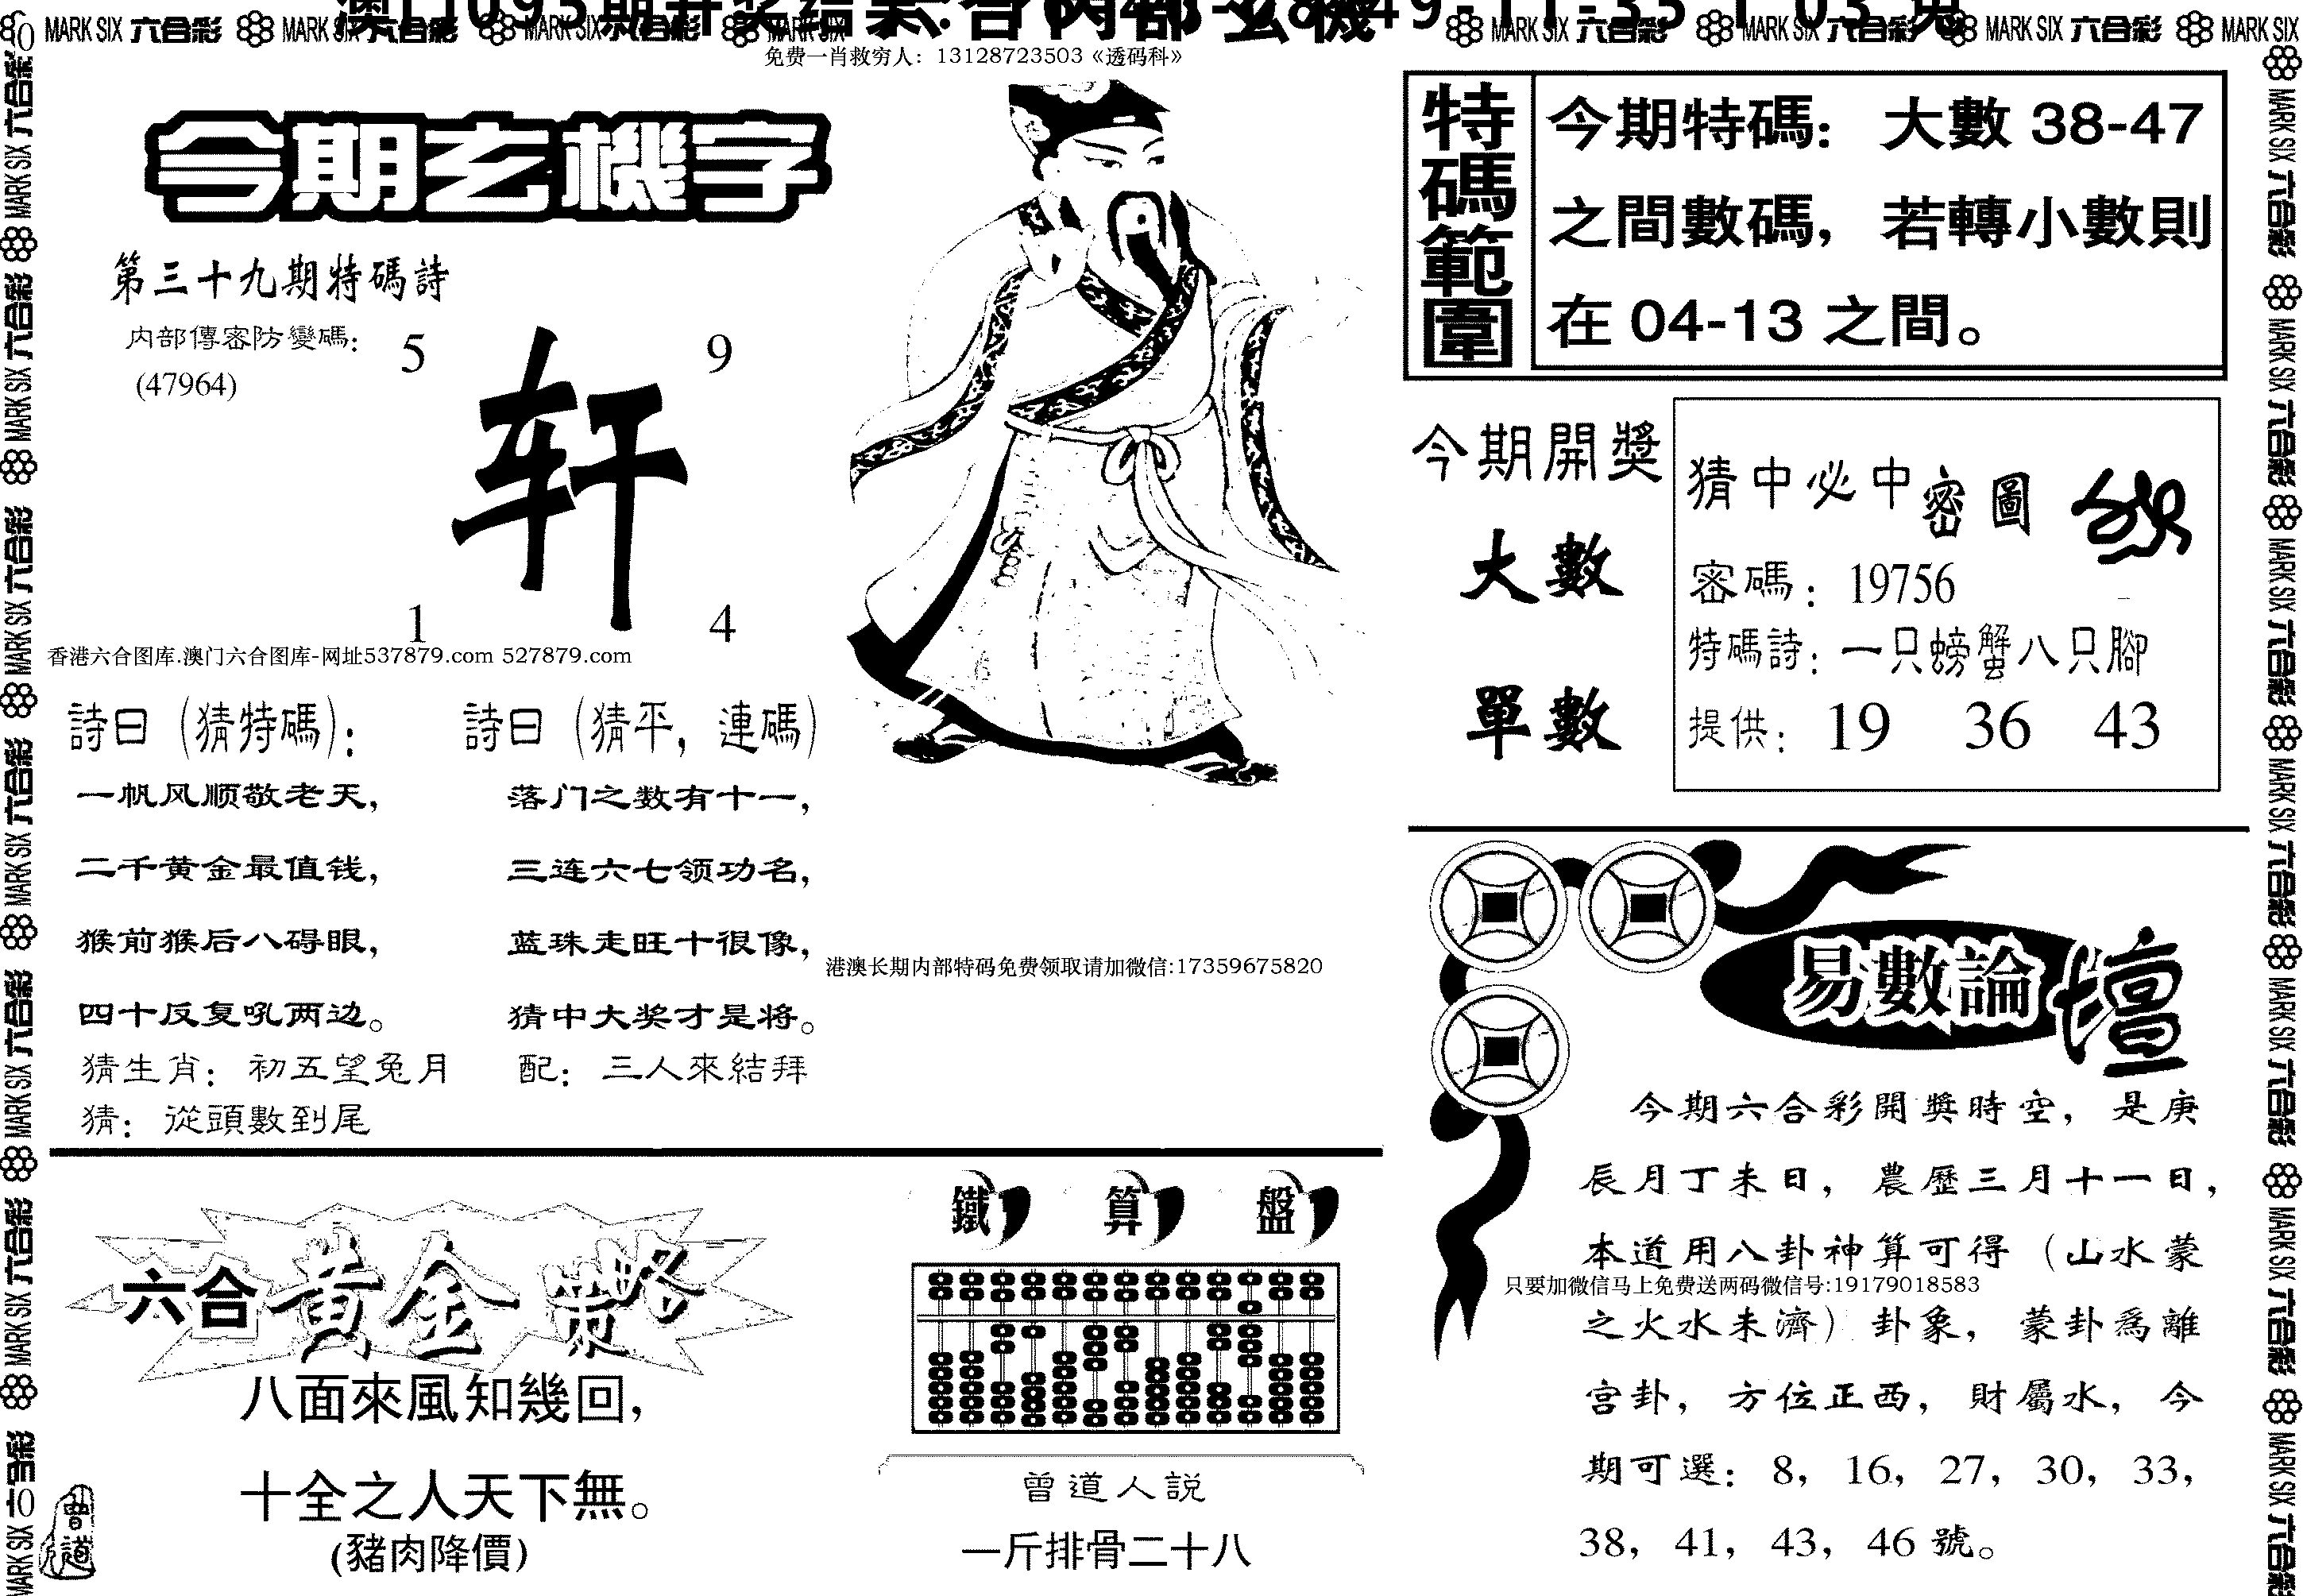 MARK SIX 六合彩 MARK SIX 六合彩 MARK SIX 六合彩 MARK SIX
MARK SIX 六合彩 MARK SIX 六合彩 MARK SIX 六合彩 MARK SIX
免费一肖救穷人：13128723503《透码科》
今期玄機字
第三十九期特碼詩
内部傳密防變碼：
(47964)
5 9
轩
1 4
香港六合图库.澳门六合图库-网址537879.com 527879.com
詩曰（猜特碼）：
一帆风顺敬老天，
二千黄金最值钱，
猴前猴后八碍眼，
四十反复吼两边。
詩曰（猜平，連碼）
落门之数有十一，
三连六七领功名，
蓝珠走旺十很像，
猜中大奖才是将。
猜生肖：初五望兔月 配：三人來結拜
猜：從頭數到尾
港澳长期内部特码免费领取请加微信:17359675820
特碼範圍
今期特碼：大數 38-47
之間數碼，若轉小數則
在 04-13 之間。
今期開獎
大數
單數
猜中必中密圖
密碼：19756
特碼詩：一只螃蟹八只腳
提供：19 36 43
易數論壇
今期六合彩開獎時空，是庚
辰月丁未日，農歷三月十一日，
本道用八卦神算可得（山水蒙
只要加微信马上免费送两码微信号:19179018583
之火水未濟）卦象，蒙卦爲離
宫卦，方位正西，財屬水，今
期可選：8，16，27，30，33，
38，41，43，46 號。
六合黃金策略
八面來風知幾回，
十全之人天下無。
(豬肉降價)
曾道
鐵算盤
曾道人説
一斤排骨二十八